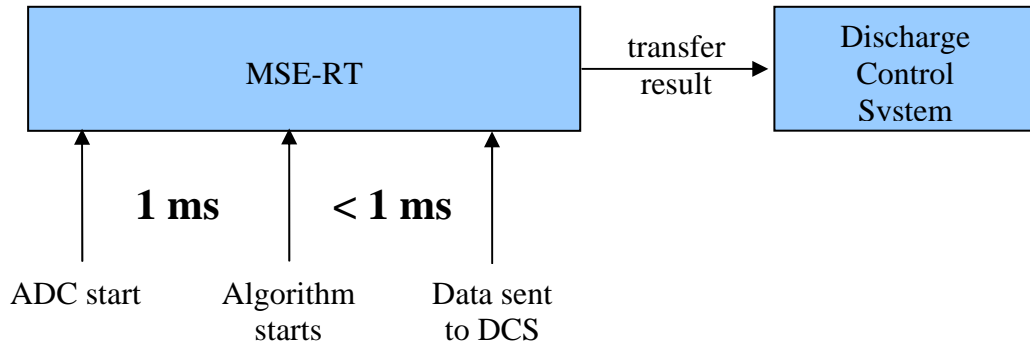 MSE-RT
transfer
result
Discharge
Control
System
1 ms
< 1 ms
ADC start
Algorithm
starts
Data sent
to DCS